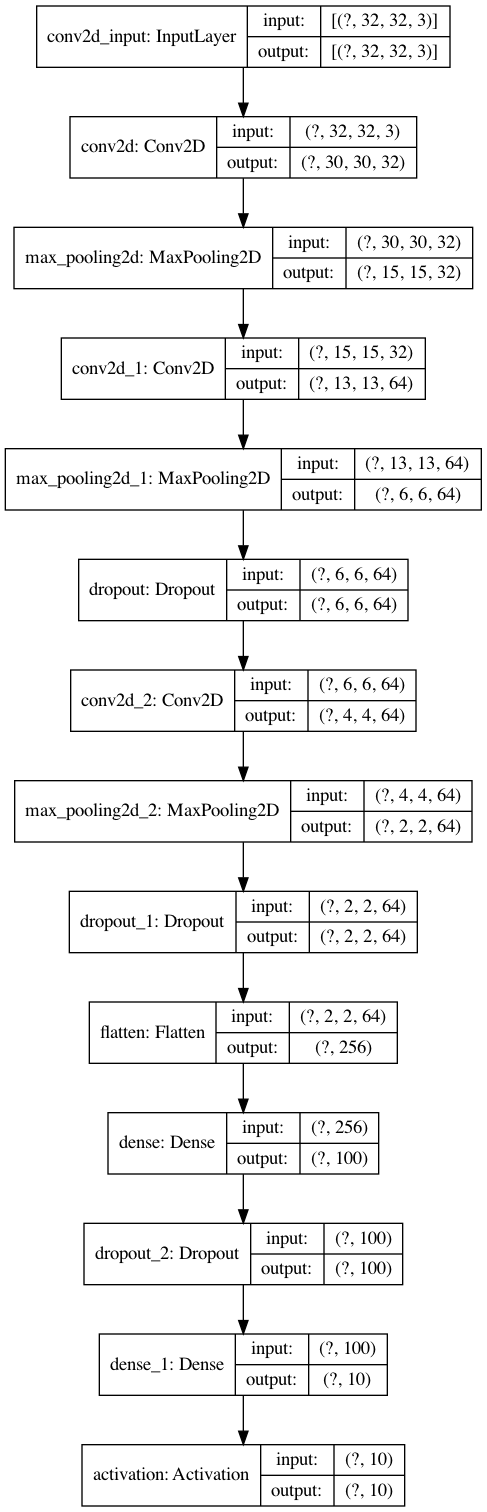 conv2d_input: InputLayer
input: [(?, 32, 32, 3)]
output: [(?, 32, 32, 3)]
conv2d: Conv2D
input: (?, 32, 32, 3)
output: (?, 30, 30, 32)
max_pooling2d: MaxPooling2D
input: (?, 30, 30, 32)
output: (?, 15, 15, 32)
conv2d_1: Conv2D
input: (?, 15, 15, 32)
output: (?, 13, 13, 64)
max_pooling2d_1: MaxPooling2D
input: (?, 13, 13, 64)
output: (?, 6, 6, 64)
dropout: Dropout
input: (?, 6, 6, 64)
output: (?, 6, 6, 64)
conv2d_2: Conv2D
input: (?, 6, 6, 64)
output: (?, 4, 4, 64)
max_pooling2d_2: MaxPooling2D
input: (?, 4, 4, 64)
output: (?, 2, 2, 64)
dropout_1: Dropout
input: (?, 2, 2, 64)
output: (?, 2, 2, 64)
flatten: Flatten
input: (?, 2, 2, 64)
output: (?, 256)
dense: Dense
input: (?, 256)
output: (?, 100)
dropout_2: Dropout
input: (?, 100)
output: (?, 100)
dense_1: Dense
input: (?, 100)
output: (?, 10)
activation: Activation
input: (?, 10)
output: (?, 10)